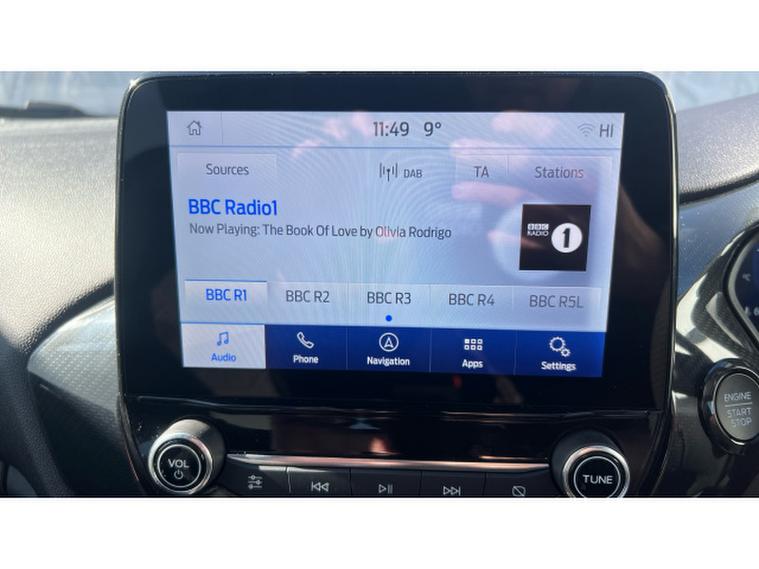 11:49 9° HI
Sources DAB TA Stations
BBC Radio1
Now Playing: The Book Of Love by Olivia Rodrigo
BBC RADIO 1
BBC R1 BBC R2 BBC R3 BBC R4 BBC R5L
Audio Phone Navigation Apps Settings
ENGINE
START
STOP
VOL TUNE